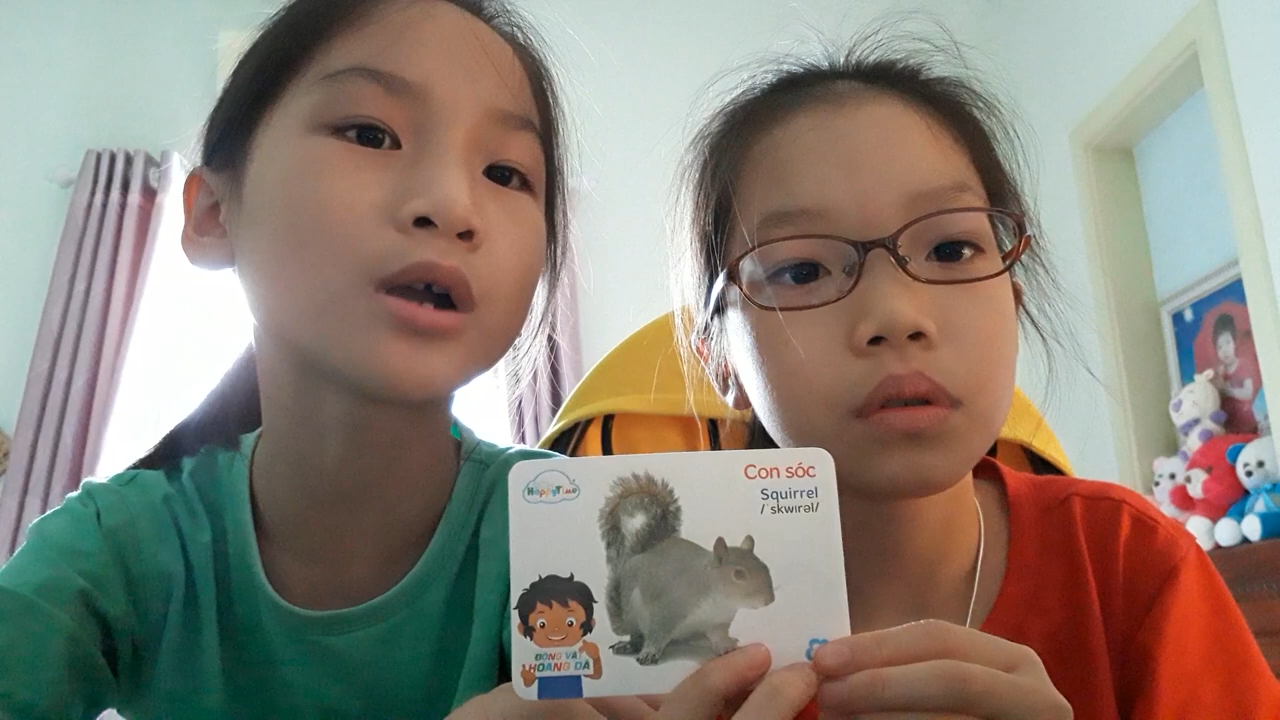 HappyTime
Con sóc
Squirrel
/ˈskwɪrəl/
ĐỘNG VẬT
HOANG DÃ